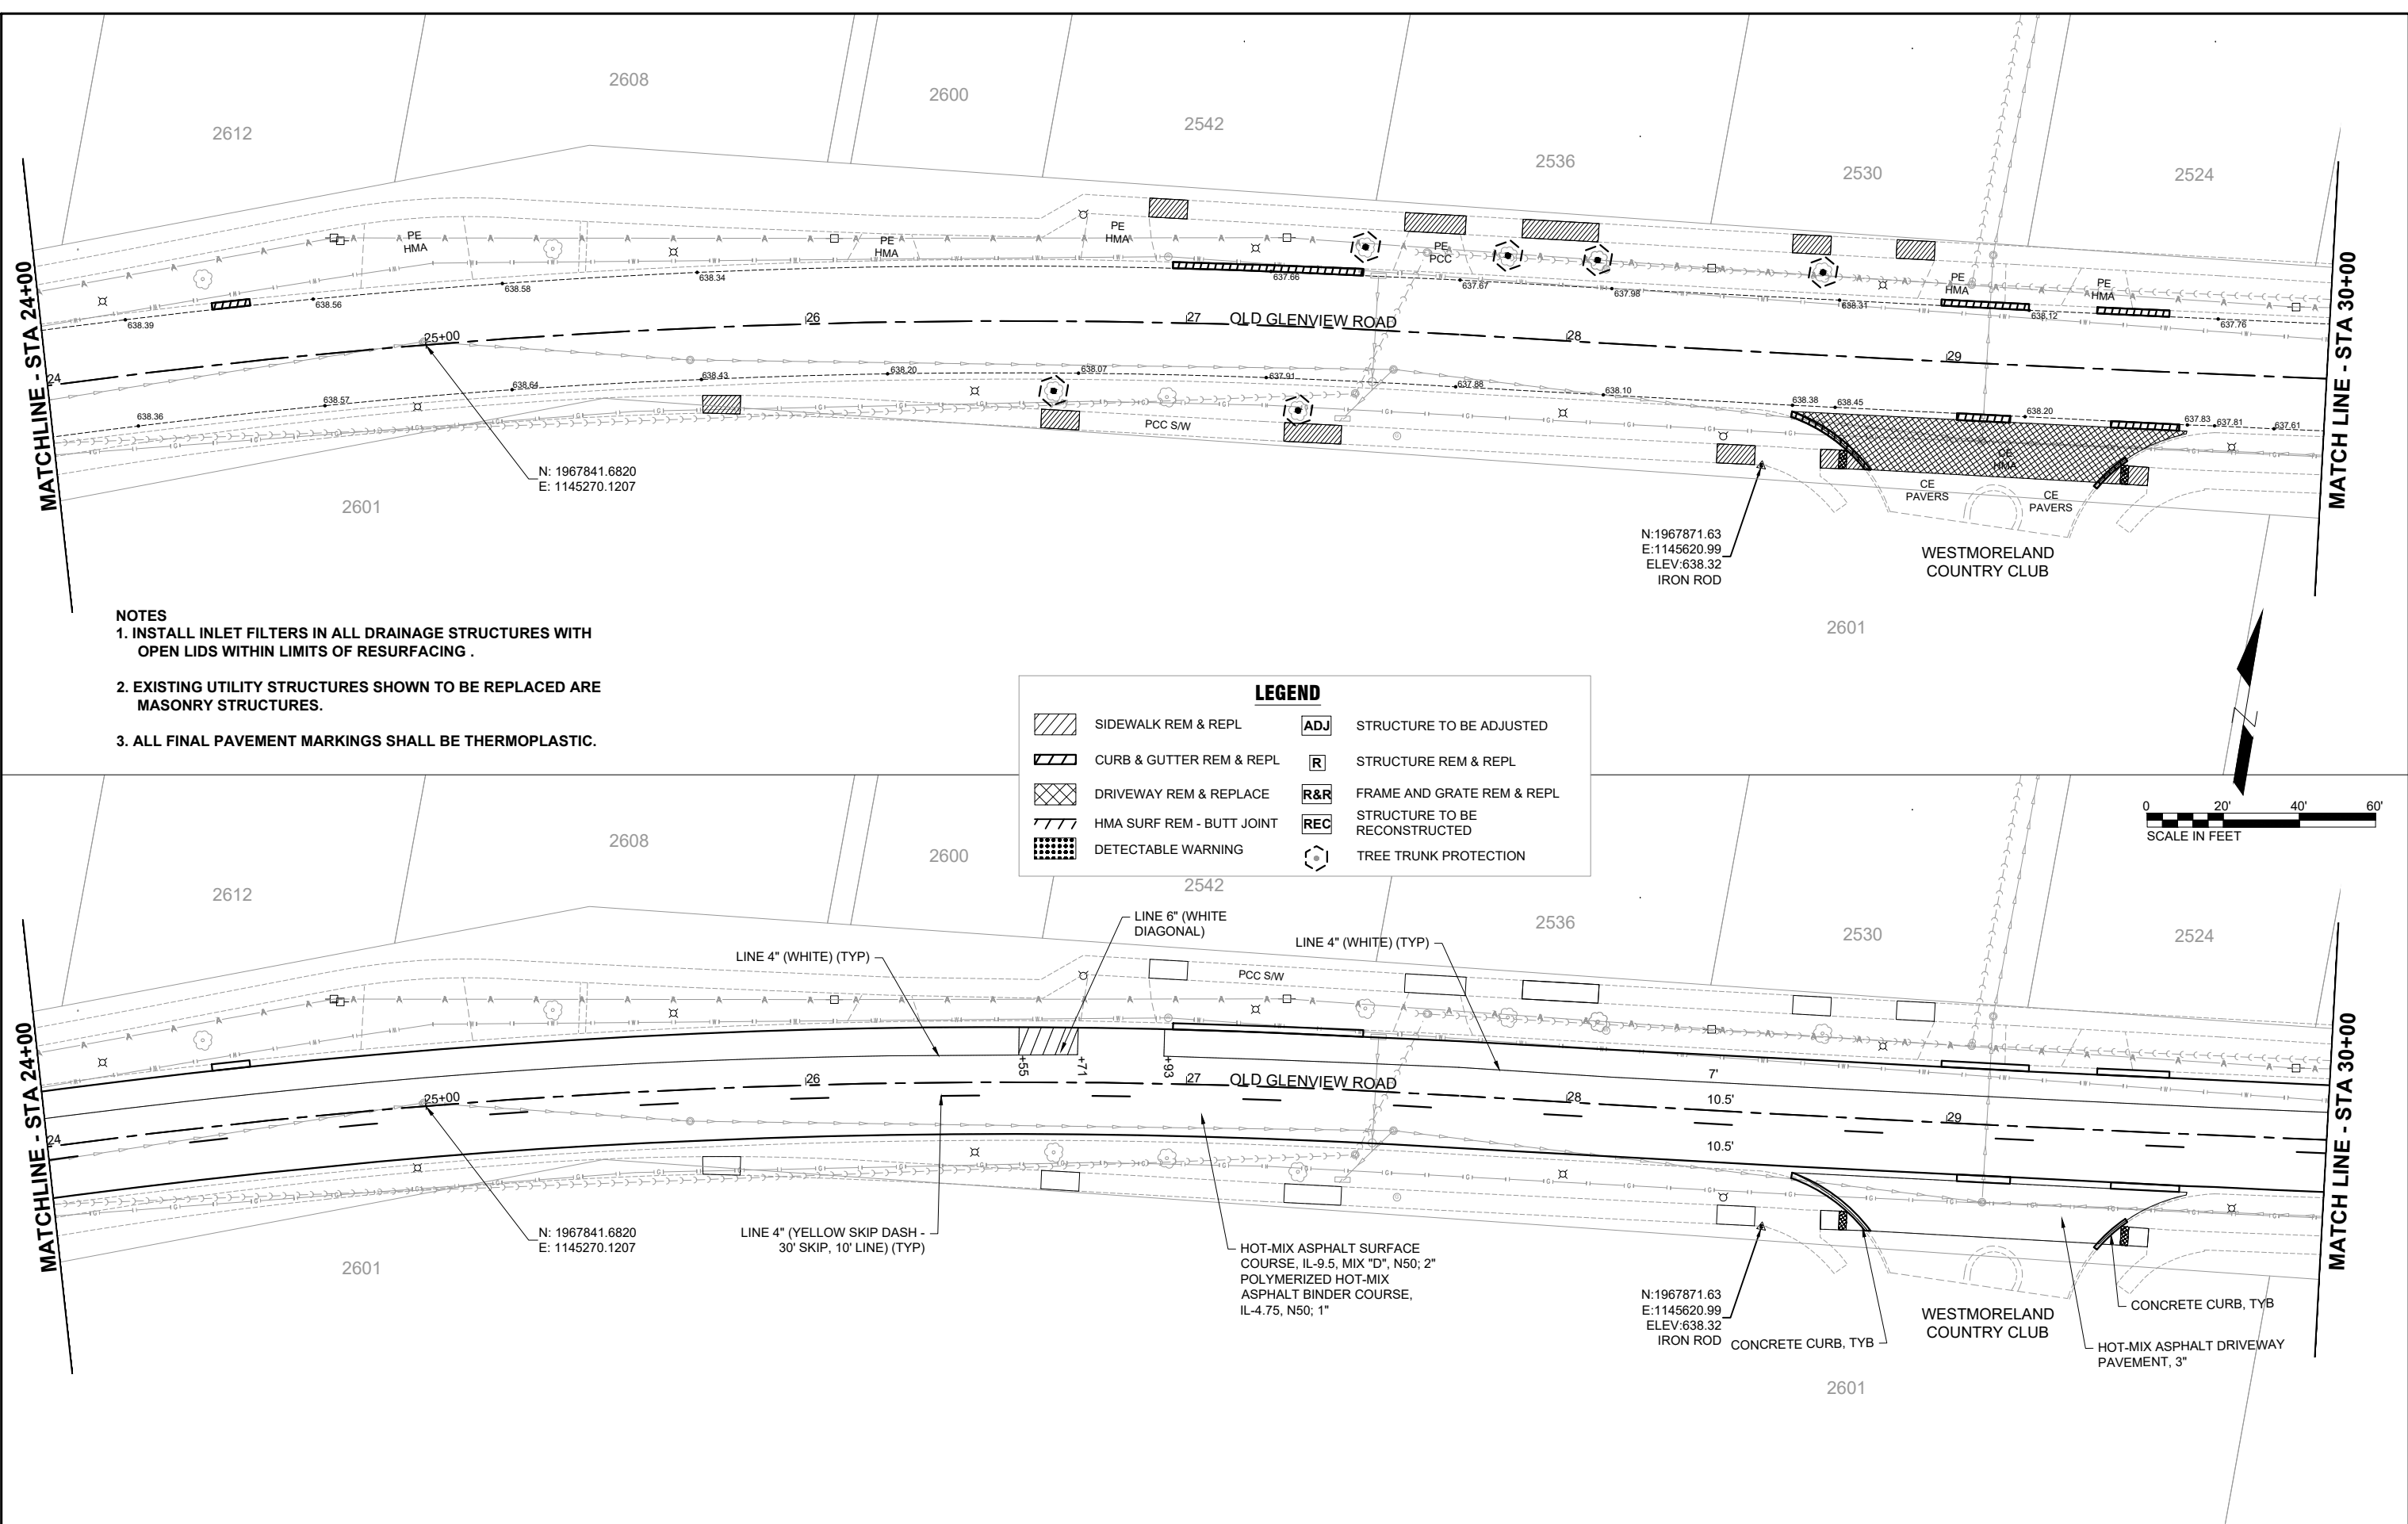 2612
2608
2600
2542
2536
2530
2524
MATCHLINE - STA 24+00
MATCH LINE - STA 30+00
PE
HMA
PE
HMA
PE
HMA
PE
PCC
PE
HMA
PE
HMA
638.39
638.56
638.58
638.34
637.66
637.67
637.98
638.31
638.12
637.76
24
25+00
26
27
OLD GLENVIEW ROAD
28
29
638.36
638.57
638.64
638.43
638.20
638.07
637.91
637.88
638.10
638.38
638.45
638.20
637.83
637.81
637.61
PCC S/W
CE
HMA
CE
PAVERS
CE
PAVERS
N: 1967841.6820
E: 1145270.1207
2601
N:1967871.63
E:1145620.99
ELEV:638.32
IRON ROD
WESTMORELAND
COUNTRY CLUB
2601
NOTES
1. INSTALL INLET FILTERS IN ALL DRAINAGE STRUCTURES WITH
OPEN LIDS WITHIN LIMITS OF RESURFACING .
2. EXISTING UTILITY STRUCTURES SHOWN TO BE REPLACED ARE
MASONRY STRUCTURES.
3. ALL FINAL PAVEMENT MARKINGS SHALL BE THERMOPLASTIC.
LEGEND
SIDEWALK REM & REPL
ADJ STRUCTURE TO BE ADJUSTED
CURB & GUTTER REM & REPL
R STRUCTURE REM & REPL
DRIVEWAY REM & REPLACE
R&R FRAME AND GRATE REM & REPL
HMA SURF REM - BUTT JOINT
REC STRUCTURE TO BE
RECONSTRUCTED
DETECTABLE WARNING
TREE TRUNK PROTECTION
0 20' 40' 60'
SCALE IN FEET
2612
2608
2600
2542
2536
2530
2524
MATCHLINE - STA 24+00
MATCH LINE - STA 30+00
LINE 4" (WHITE) (TYP)
LINE 6" (WHITE
DIAGONAL)
LINE 4" (WHITE) (TYP)
PCC S/W
+55
+71
+93
24
25+00
26
27
OLD GLENVIEW ROAD
28
29
7'
10.5'
10.5'
N: 1967841.6820
E: 1145270.1207
2601
LINE 4" (YELLOW SKIP DASH -
30' SKIP, 10' LINE) (TYP)
HOT-MIX ASPHALT SURFACE
COURSE, IL-9.5, MIX "D", N50; 2"
POLYMERIZED HOT-MIX
ASPHALT BINDER COURSE,
IL-4.75, N50; 1"
N:1967871.63
E:1145620.99
ELEV:638.32
IRON ROD
CONCRETE CURB, TYB
WESTMORELAND
COUNTRY CLUB
CONCRETE CURB, TYB
HOT-MIX ASPHALT DRIVEWAY
PAVEMENT, 3"
2601